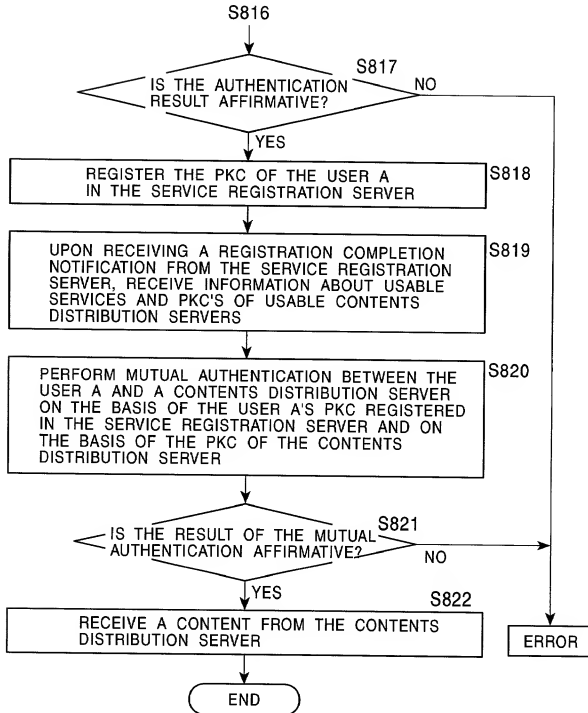 S816
S817
IS THE AUTHENTICATION
RESULT AFFIRMATIVE?
NO
YES
S818
REGISTER THE PKC OF THE USER A
IN THE SERVICE REGISTRATION SERVER
S819
UPON RECEIVING A REGISTRATION COMPLETION
NOTIFICATION FROM THE SERVICE REGISTRATION
SERVER, RECEIVE INFORMATION ABOUT USABLE
SERVICES AND PKC'S OF USABLE CONTENTS
DISTRIBUTION SERVERS
S820
PERFORM MUTUAL AUTHENTICATION BETWEEN THE
USER A AND A CONTENTS DISTRIBUTION SERVER
ON THE BASIS OF THE USER A'S PKC REGISTERED
IN THE SERVICE REGISTRATION SERVER AND ON
THE BASIS OF THE PKC OF THE CONTENTS
DISTRIBUTION SERVER
S821
IS THE RESULT OF THE MUTUAL
AUTHENTICATION AFFIRMATIVE?
NO
YES
S822
RECEIVE A CONTENT FROM THE CONTENTS
DISTRIBUTION SERVER
ERROR
END